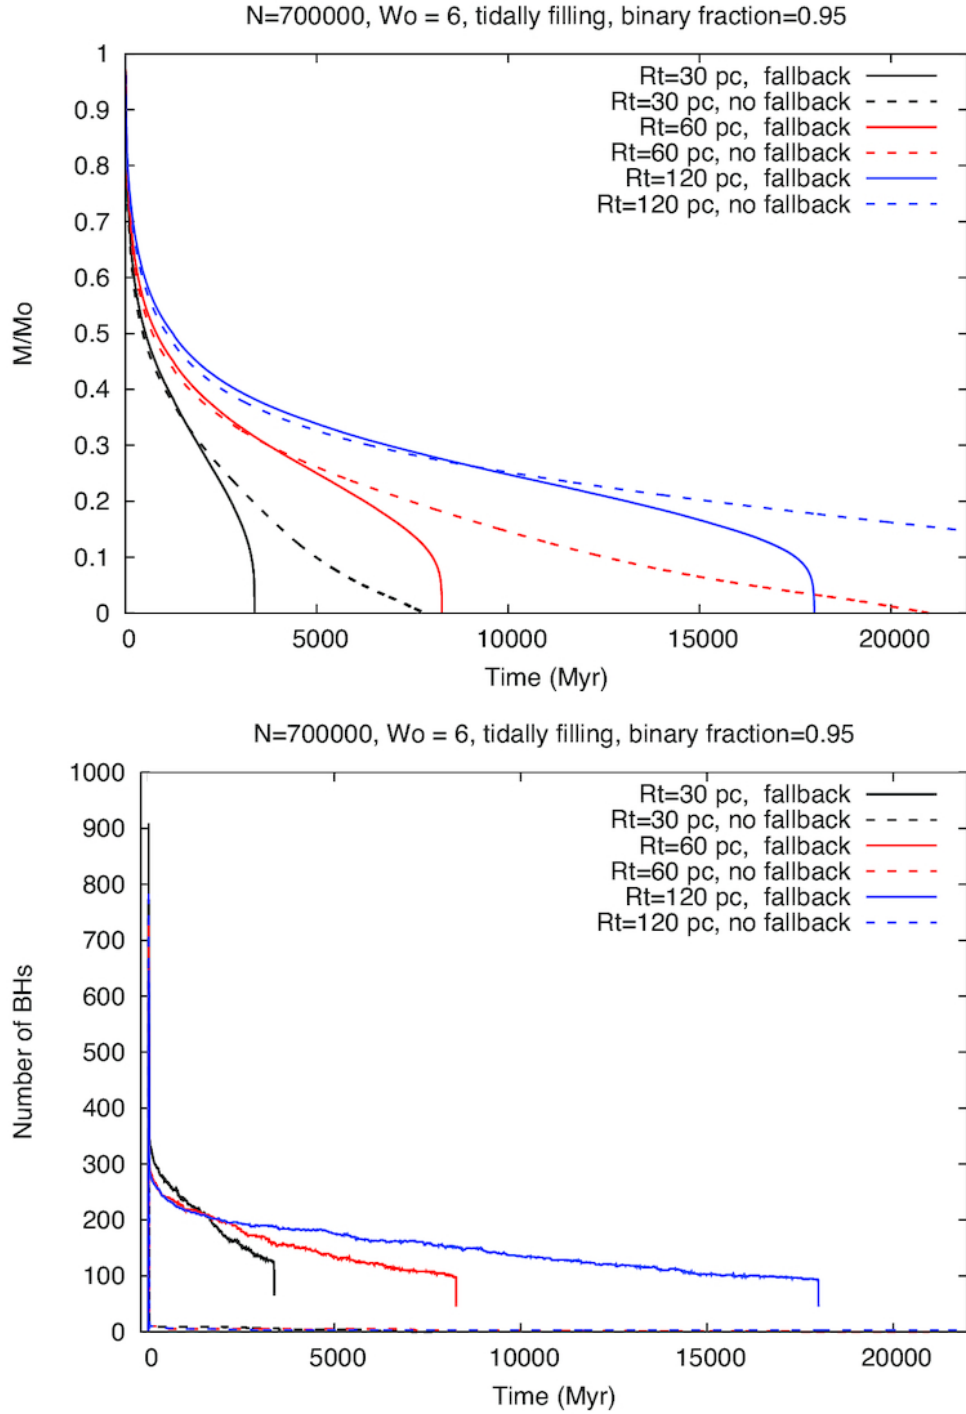 N=700000, Wo = 6, tidally filling, binary fraction=0.95
1
0.9
0.8
0.7
0.6
0.5
0.4
0.3
0.2
0.1
0
M/Mo
Rt=30 pc, fallback
Rt=30 pc, no fallback
Rt=60 pc, fallback
Rt=60 pc, no fallback
Rt=120 pc, fallback
Rt=120 pc, no fallback
0 5000 10000 15000 20000
Time (Myr)
N=700000, Wo = 6, tidally filling, binary fraction=0.95
1000
900
800
700
600
500
400
300
200
100
0
Number of BHs
Rt=30 pc, fallback
Rt=30 pc, no fallback
Rt=60 pc, fallback
Rt=60 pc, no fallback
Rt=120 pc, fallback
Rt=120 pc, no fallback
0 5000 10000 15000 20000
Time (Myr)